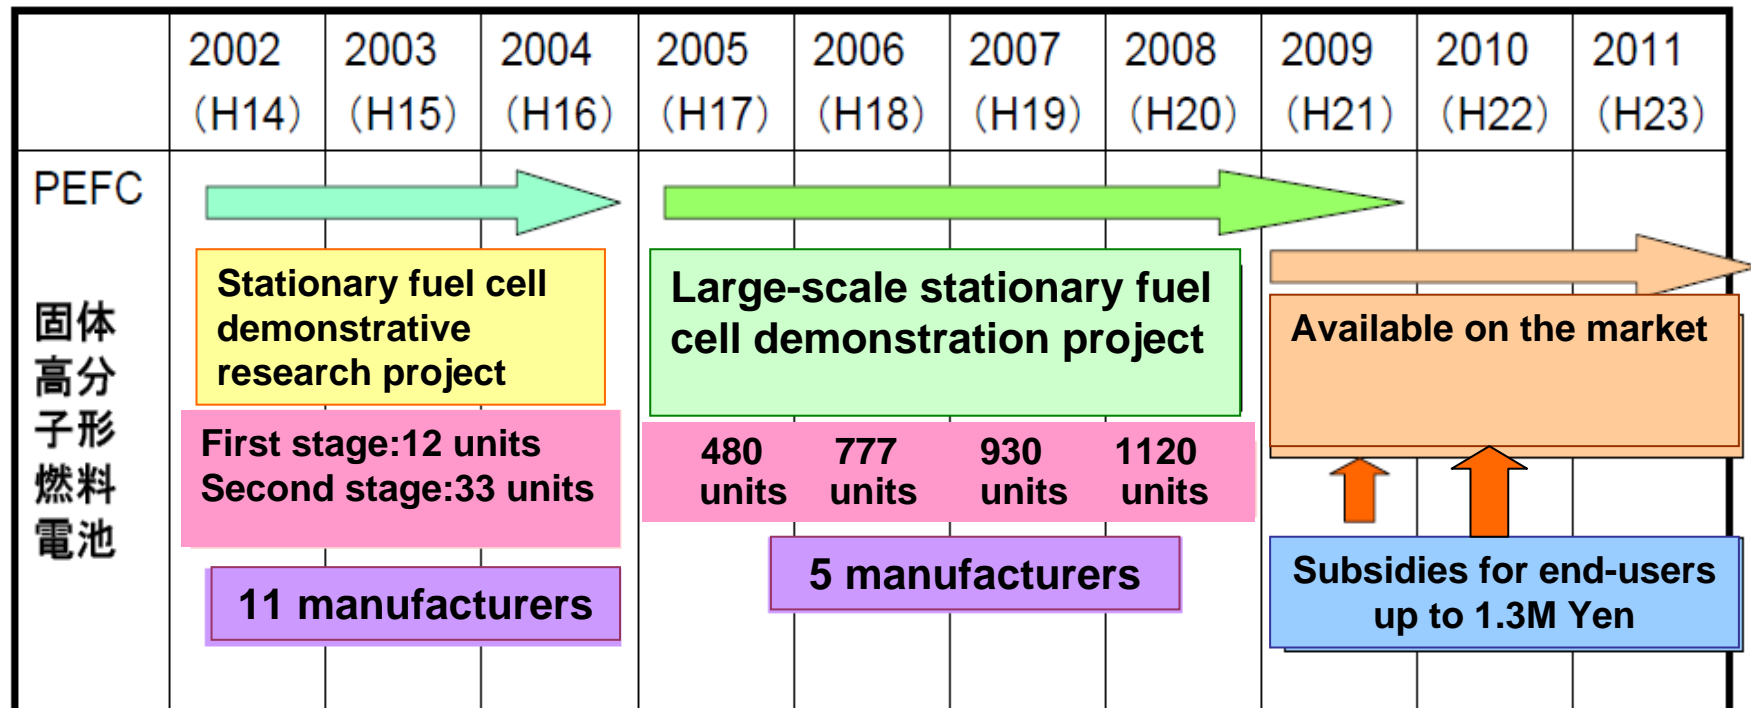 2002 2003 2004 2005 2006 2007 2008 2009 2010 2011
(H14) (H15) (H16) (H17) (H18) (H19) (H20) (H21) (H22) (H23)
PEFC
固体
高分
子形
燃料
電池
Stationary fuel cell
demonstrative
research project
First stage:12 units
Second stage:33 units
11 manufacturers
Large-scale stationary fuel
cell demonstration project
480 777 930 1120
units units units units
5 manufacturers
Available on the market
Subsidies for end-users
up to 1.3M Yen